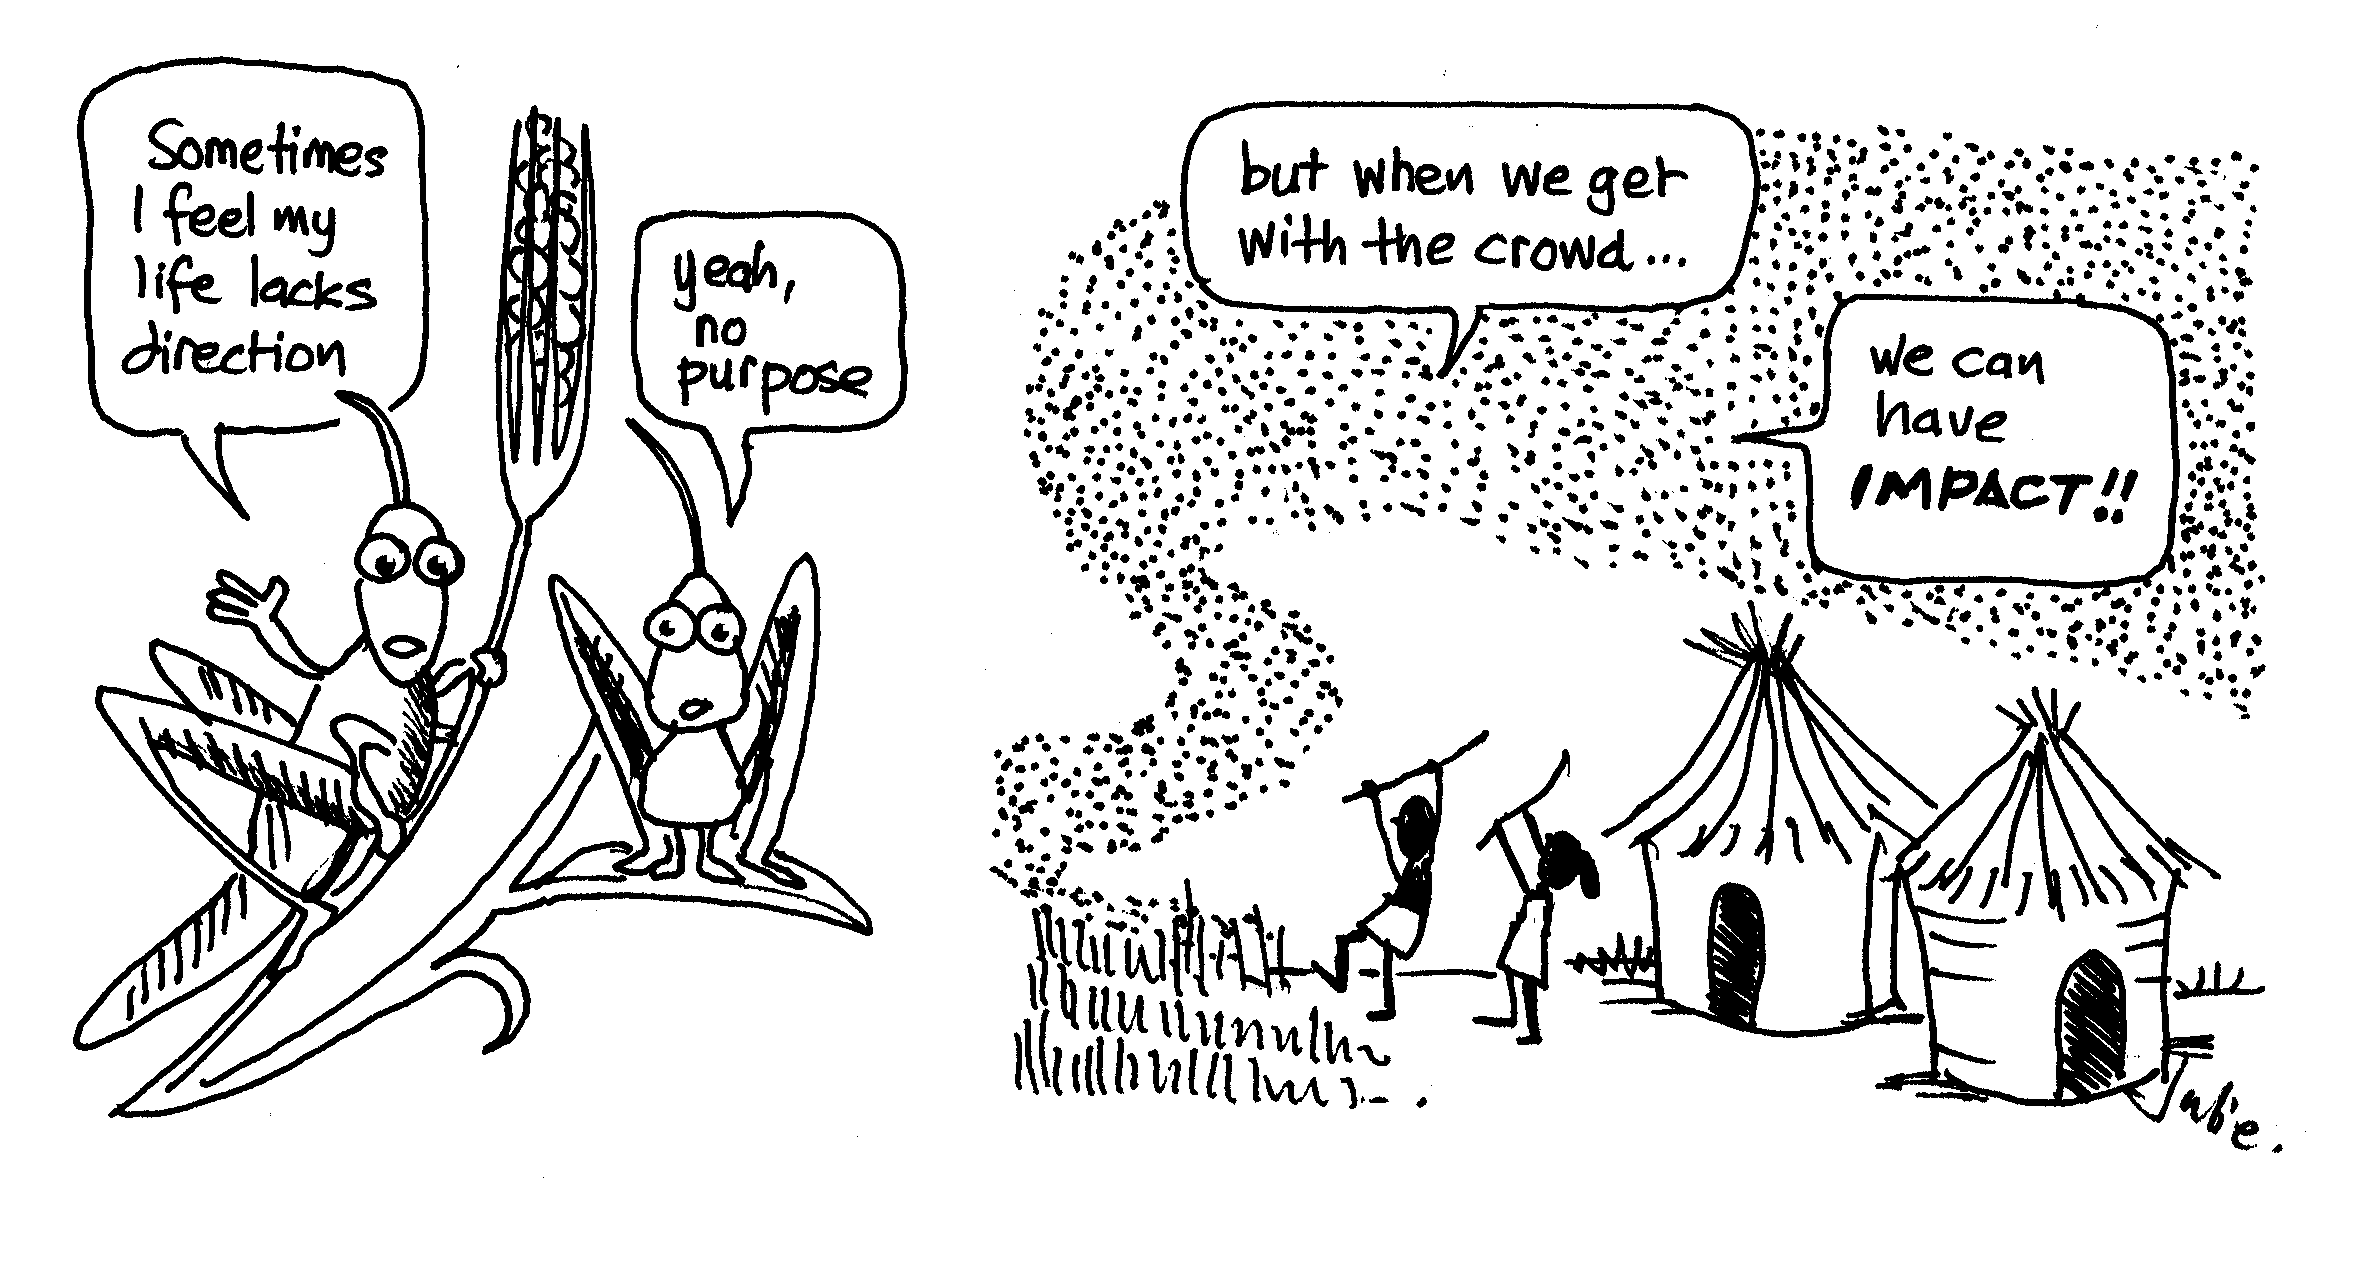 Sometimes
I feel my
life lacks
direction
yeah,
no
purpose
but when we get
with the crowd...
we can
have
IMPACT!!